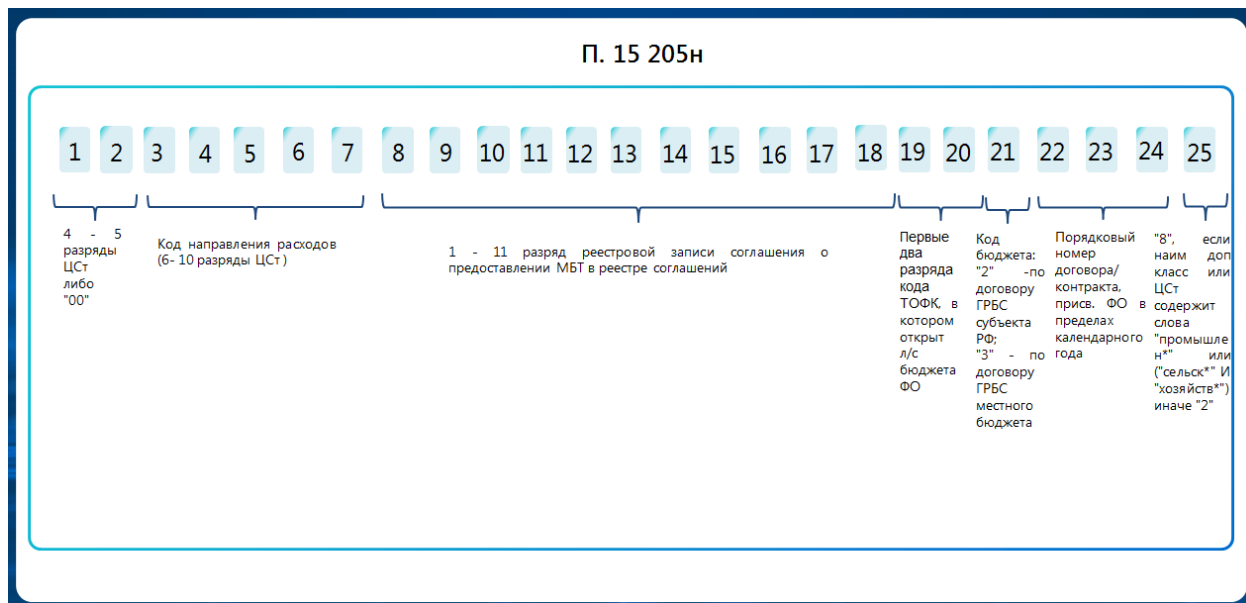 П. 15 205н
1 2 3 4 5 6 7 8 9 10 11 12 13 14 15 16 17 18 19 20 21 22 23 24 25
4 - 5
разряды
ЦСт
либо
"00"
Код направления расходов
(6- 10 разряды ЦСт )
1 - 11 разряд реестровой записи соглашения о
предоставлении МБТ в реестре соглашений
Первые
два
разряда
кода
ТОФК, в
котором
открыт
л/с
бюджета
ФО
Код
бюджета:
"2" -по
договору
ГРБС
субъекта
РФ;
"3" - по
договору
ГРБС
местного
бюджета
Порядковый
номер
договора/
контракта,
присв. ФО в
пределах
календарного
года
"8", если
наим доп
класс или
ЦСт
содержит
слова
"промышле
н*" или
("сельск*" И
"хозяйств*")
иначе "2"